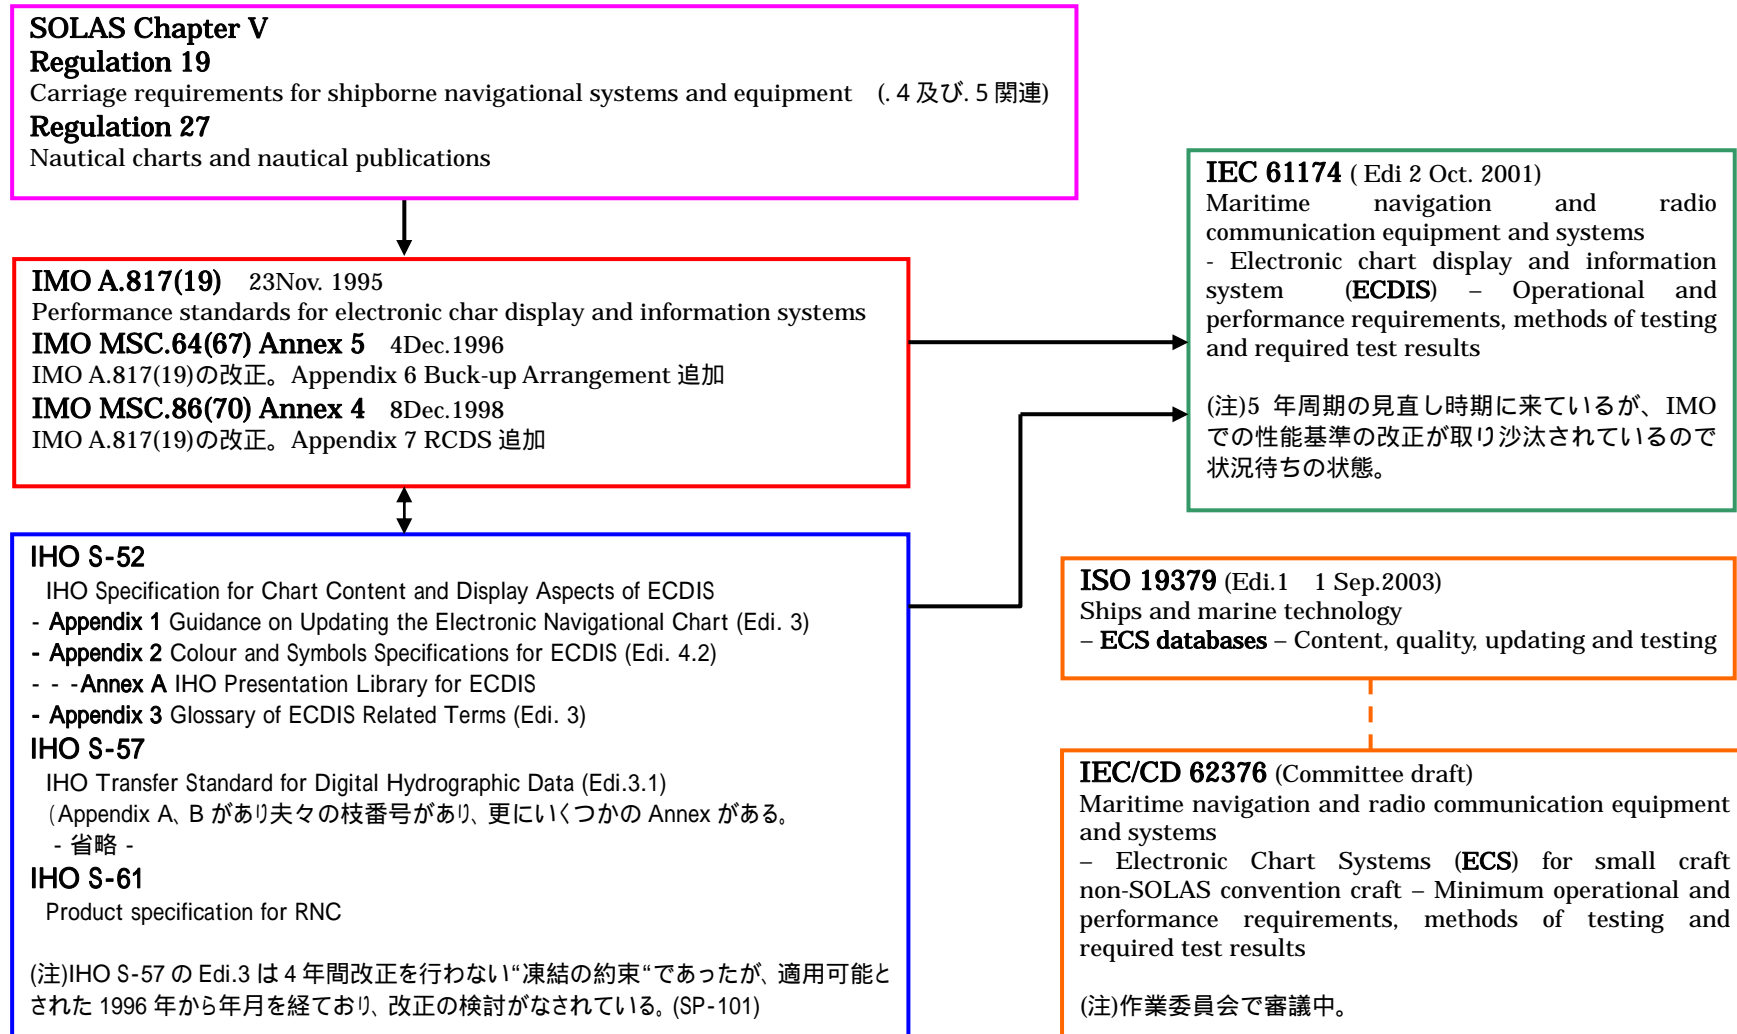 SOLAS Chapter V
Regulation 19
Carriage requirements for shipborne navigational systems and equipment (. 4 及び. 5 関連)
Regulation 27
Nautical charts and nautical publications
IMO A.817(19) 23Nov. 1995
Performance standards for electronic char display and information systems
IMO MSC.64(67) Annex 5 4Dec.1996
IMO A.817(19)の改正。Appendix 6 Buck-up Arrangement 追加
IMO MSC.86(70) Annex 4 8Dec.1998
IMO A.817(19)の改正。Appendix 7 RCDS 追加
IHO S-52
IHO Specification for Chart Content and Display Aspects of ECDIS
- Appendix 1 Guidance on Updating the Electronic Navigational Chart (Edi. 3)
- Appendix 2 Colour and Symbols Specifications for ECDIS (Edi. 4.2)
- - -Annex A IHO Presentation Library for ECDIS
- Appendix 3 Glossary of ECDIS Related Terms (Edi. 3)
IHO S-57
IHO Transfer Standard for Digital Hydrographic Data (Edi.3.1)
(Appendix A、B があり夫々の枝番号があり、更にいくつかの Annex がある。
- 省略 -
IHO S-61
Product specification for RNC
(注)IHO S-57 の Edi.3 は 4 年間改正を行わない“凍結の約束“であったが、適用可能と
された 1996 年から年月を経ており、改正の検討がなされている。(SP-101)
IEC 61174 ( Edi 2 Oct. 2001)
Maritime navigation and radio
communication equipment and systems
- Electronic chart display and information
system (ECDIS) – Operational and
performance requirements, methods of testing
and required test results
(注)5 年周期の見直し時期に来ているが、IMO
での性能基準の改正が取り沙汰されているので
状況待ちの状態。
ISO 19379 (Edi.1 1 Sep.2003)
Ships and marine technology
– ECS databases – Content, quality, updating and testing
IEC/CD 62376 (Committee draft)
Maritime navigation and radio communication equipment
and systems
– Electronic Chart Systems (ECS) for small craft
non-SOLAS convention craft – Minimum operational and
performance requirements, methods of testing and
required test results
(注)作業委員会で審議中。